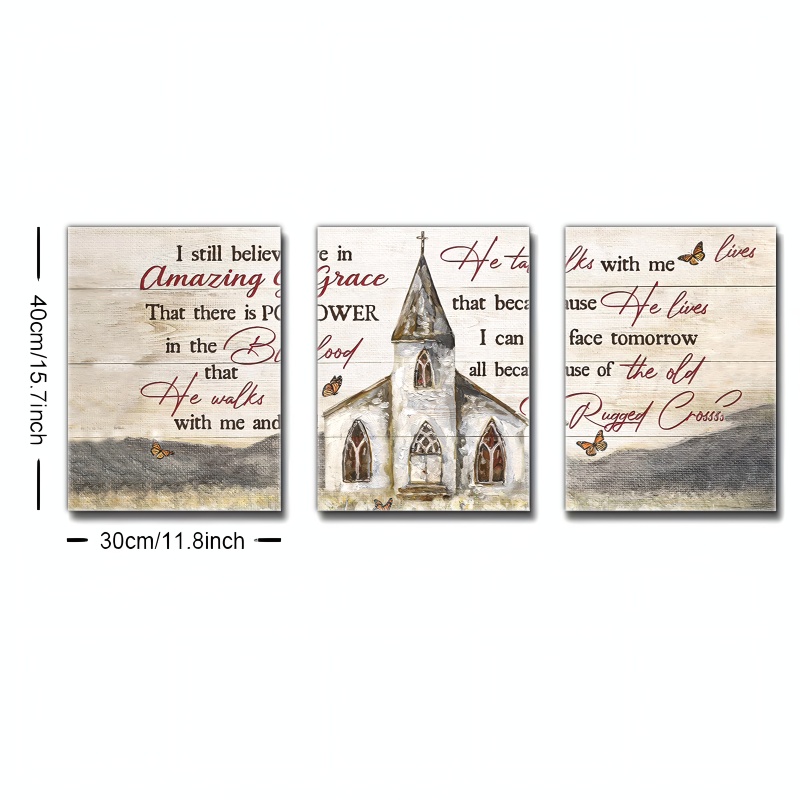 I still believe in
Amazing Grace
That there is POWER
in the Blood
that
He walks
with me and
He talks with me
lives
that because He lives
I can face tomorrow
all because of the old
Rugged Crossss
40cm/15.7inch
30cm/11.8inch